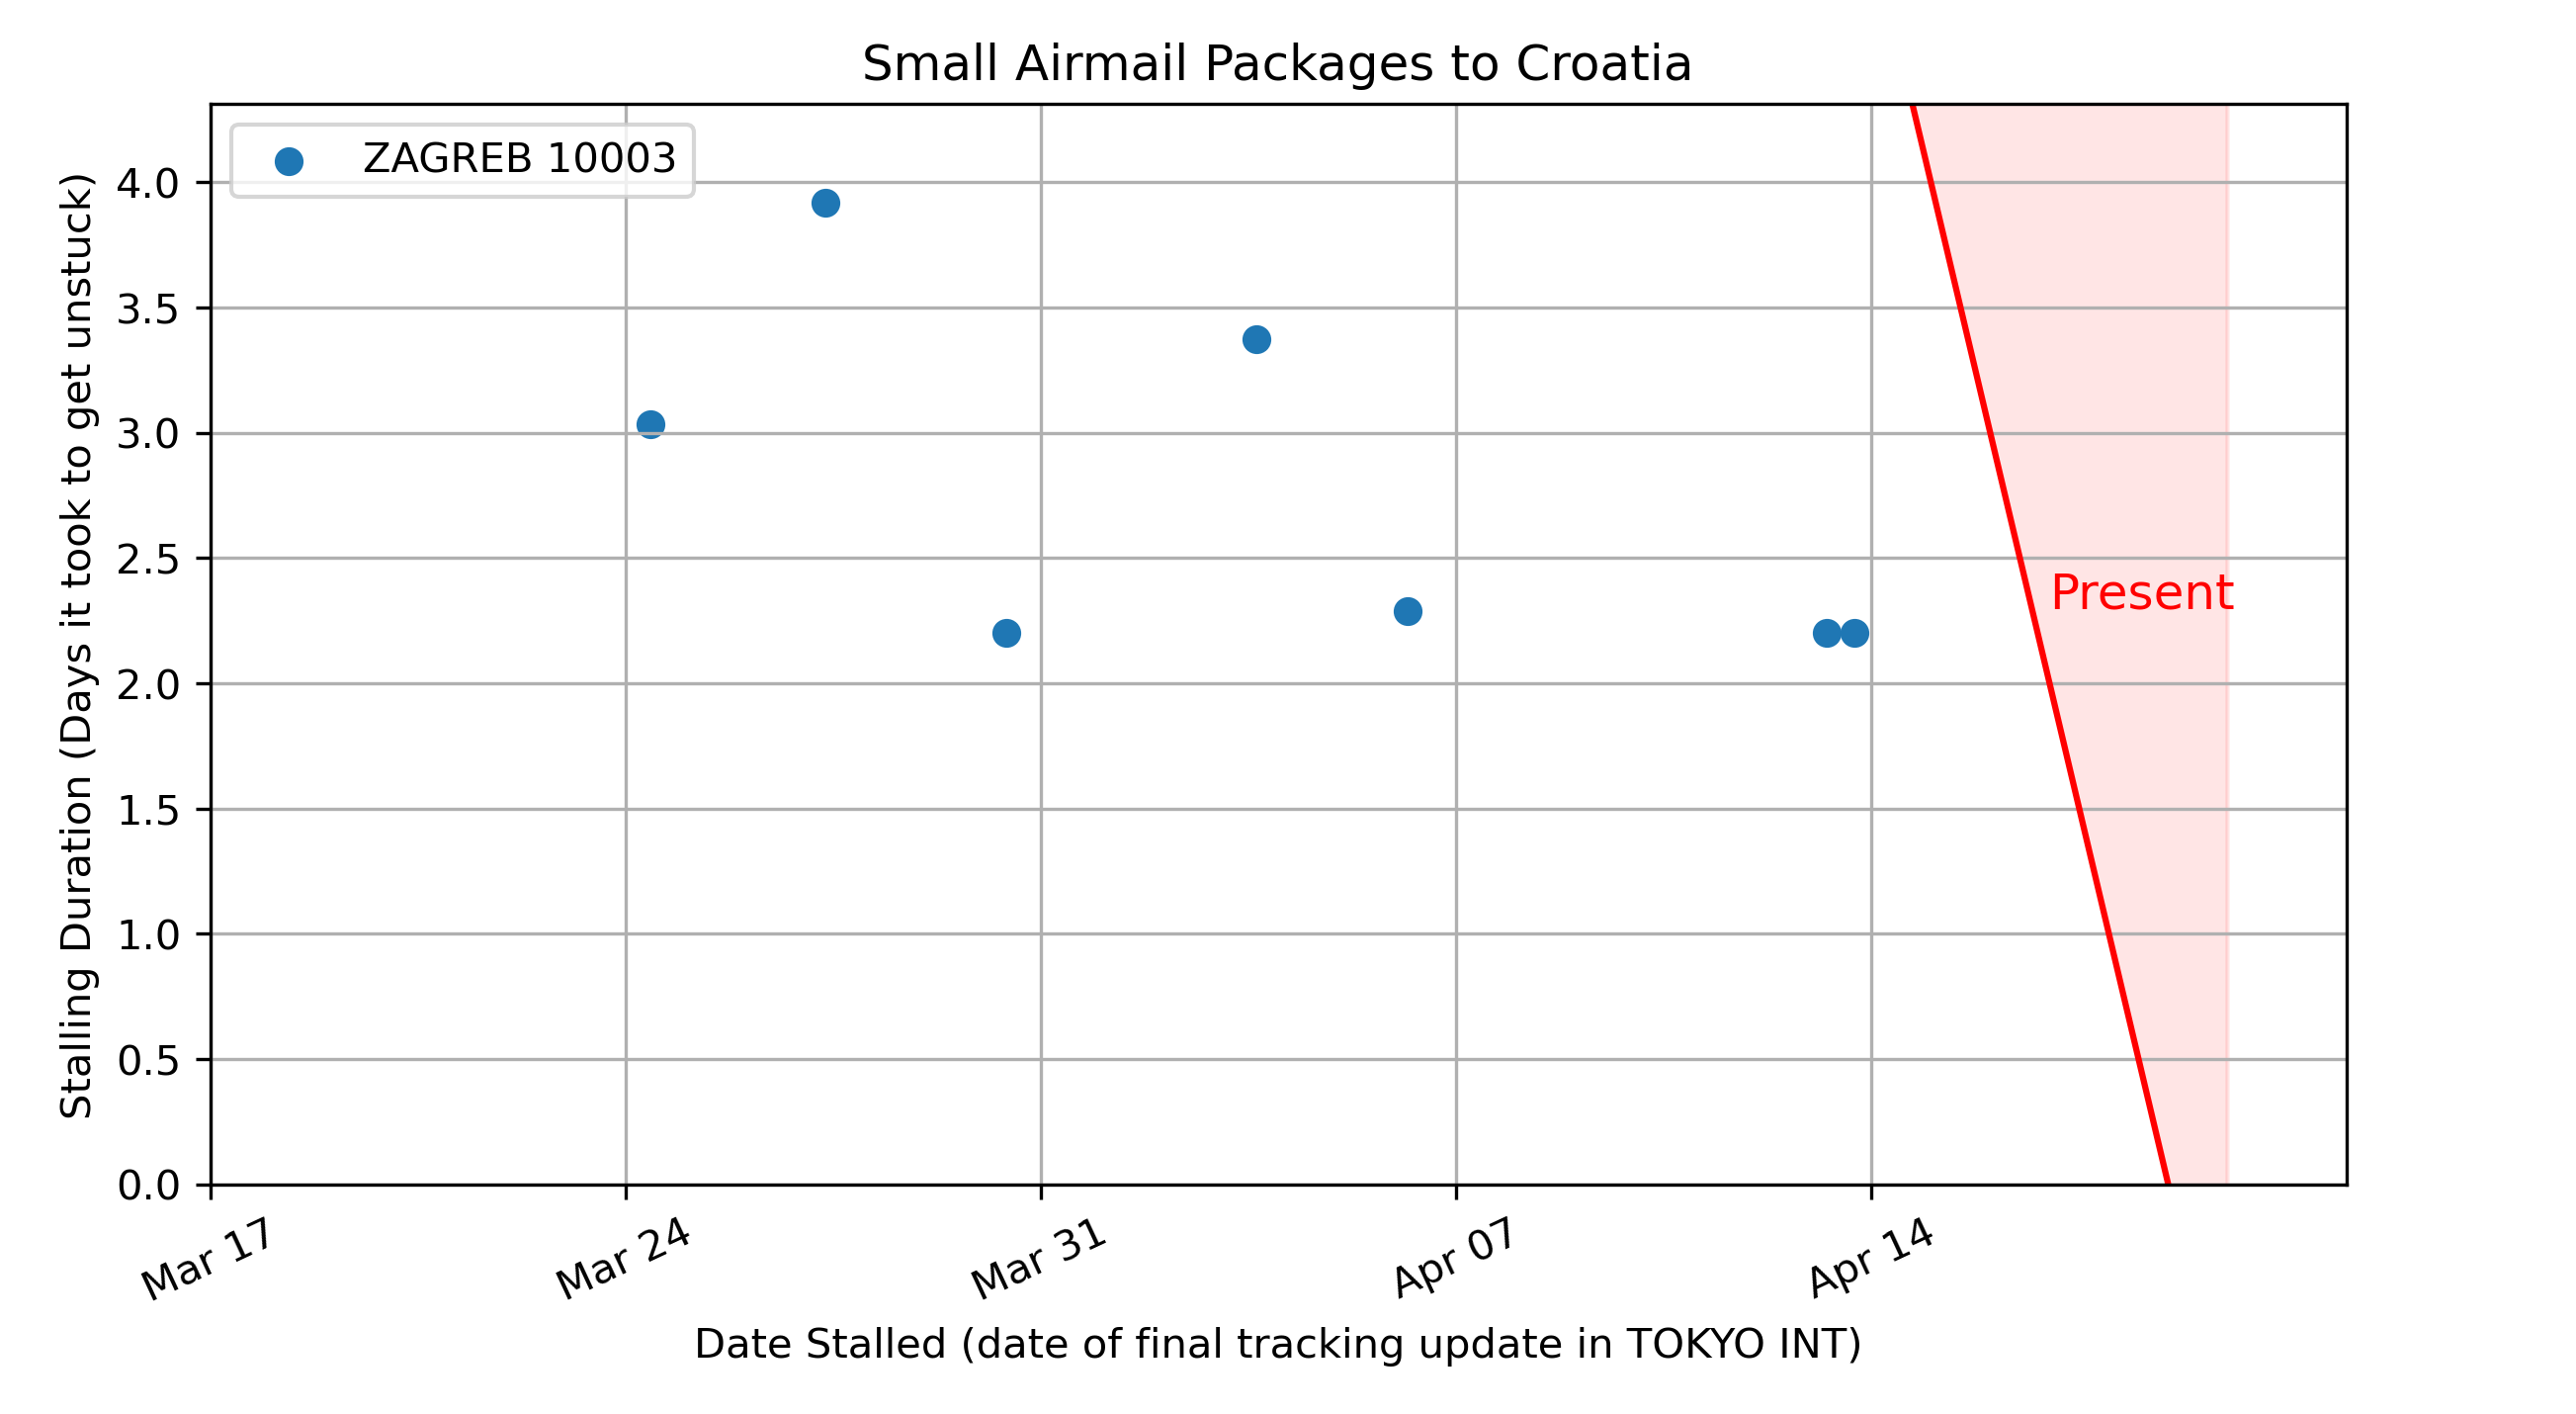 Small Airmail Packages to Croatia
ZAGREB 10003
Stalling Duration (Days it took to get unstuck)
4.0
3.5
3.0
2.5
2.0
1.5
1.0
0.5
0.0
Present
Mar 17
Mar 24
Mar 31
Apr 07
Apr 14
Date Stalled (date of final tracking update in TOKYO INT)